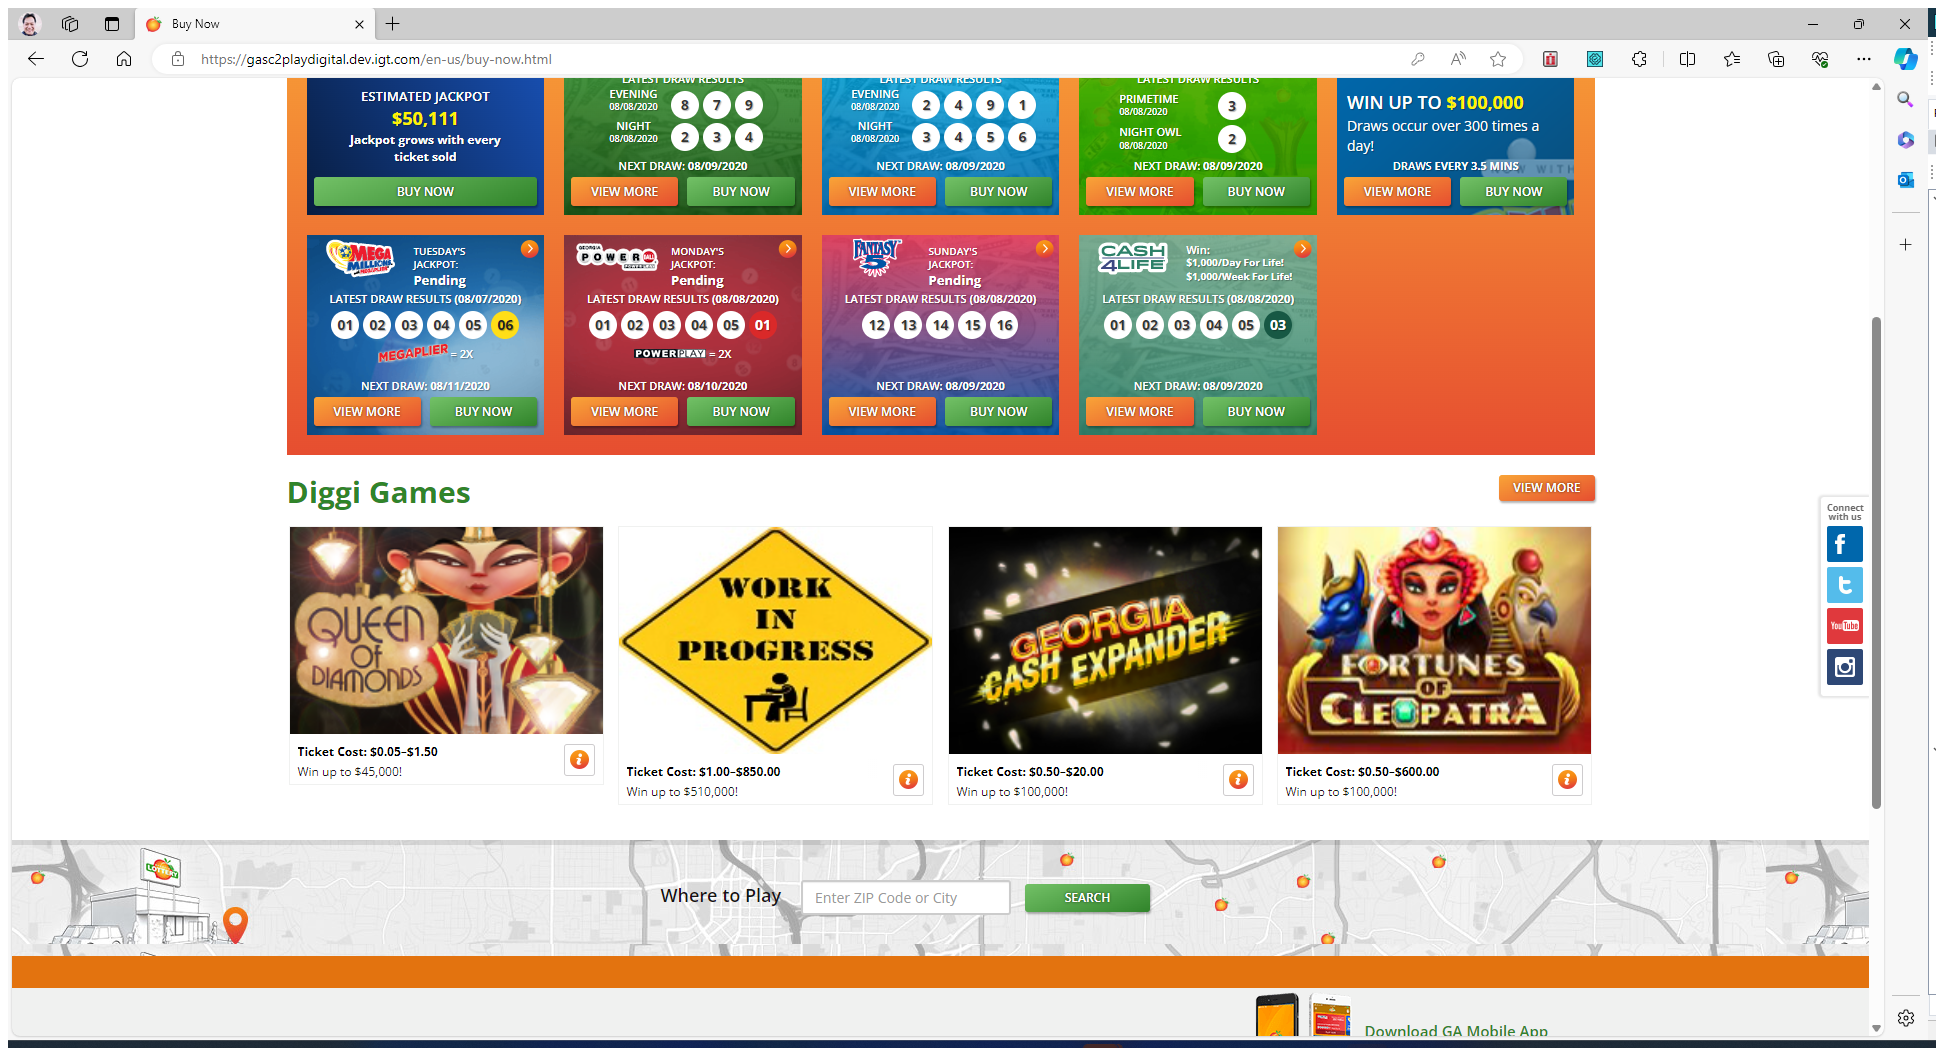 Buy Now
https://gasc2playdigital.dev.igt.com/en-us/buy-now.html
ESTIMATED JACKPOT
$50,111
Jackpot grows with every
ticket sold
BUY NOW
LATEST DRAW RESULTS
EVENING
08/08/2020
8 7 9
NIGHT
08/08/2020
2 3 4
NEXT DRAW: 08/09/2020
VIEW MORE BUY NOW
LATEST DRAW RESULTS
EVENING
08/08/2020
2 4 9 1
NIGHT
08/08/2020
3 4 5 6
NEXT DRAW: 08/09/2020
VIEW MORE BUY NOW
LATEST DRAW RESULTS
PRIMETIME
08/08/2020
3
NIGHT OWL
08/08/2020
2
NEXT DRAW: 08/09/2020
VIEW MORE BUY NOW
WIN UP TO $100,000
Draws occur over 300 times a
day!
DRAWS EVERY 3.5 MINS
VIEW MORE BUY NOW
MEGA
MILLIONS
TUESDAY'S
JACKPOT:
Pending
LATEST DRAW RESULTS (08/07/2020)
01 02 03 04 05 06
MEGAPLIER = 2X
NEXT DRAW: 08/11/2020
VIEW MORE BUY NOW
GEORGIA
POWERBALL
MONDAY'S
JACKPOT:
Pending
LATEST DRAW RESULTS (08/08/2020)
01 02 03 04 05 01
POWERPLAY = 2X
NEXT DRAW: 08/10/2020
VIEW MORE BUY NOW
FANTASY
5
SUNDAY'S
JACKPOT:
Pending
LATEST DRAW RESULTS (08/08/2020)
12 13 14 15 16
NEXT DRAW: 08/09/2020
VIEW MORE BUY NOW
CASH
4LIFE
Win:
$1,000/Day For Life!
$1,000/Week For Life!
LATEST DRAW RESULTS (08/08/2020)
01 02 03 04 05 03
NEXT DRAW: 08/09/2020
VIEW MORE BUY NOW
Diggi Games
VIEW MORE
QUEEN
OF
DIAMONDS
Ticket Cost: $0.05–$1.50
Win up to $45,000!
WORK
IN
PROGRESS
Ticket Cost: $1.00–$850.00
Win up to $510,000!
GEORGIA
CASH EXPANDER
Ticket Cost: $0.50–$20.00
Win up to $100,000!
FORTUNES
OF
CLEOPATRA
Ticket Cost: $0.50–$600.00
Win up to $100,000!
Connect
with us
YouTube
LOTTERY
Where to Play
Enter ZIP Code or City
SEARCH
Download GA Mobile App